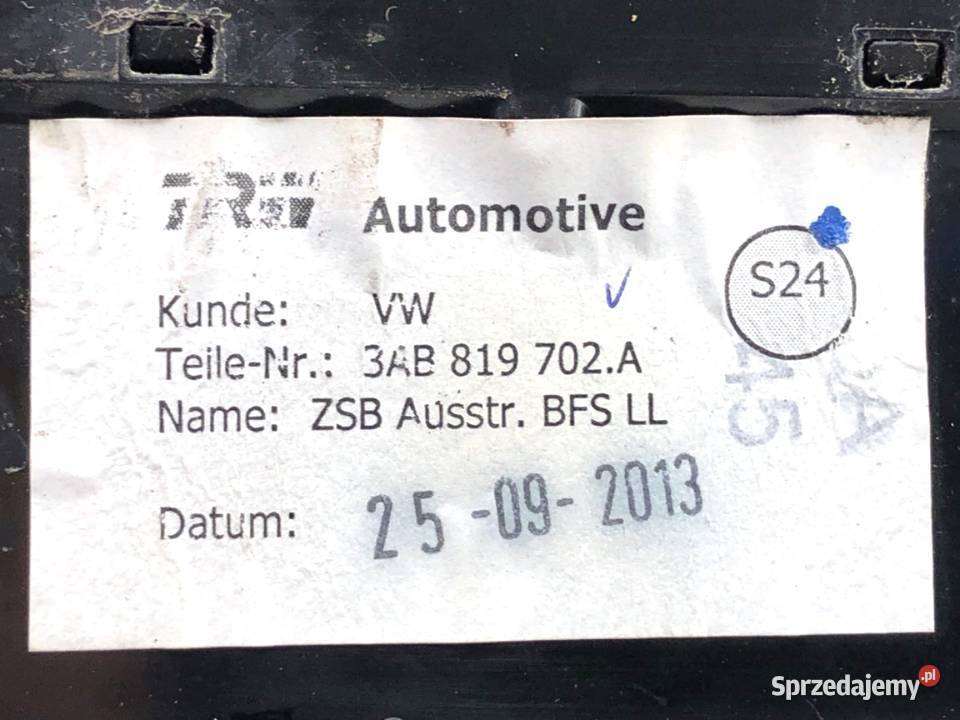 TRW Automotive
S24
Kunde: VW
Teile-Nr.: 3AB 819 702.A
Name: ZSB Ausstr. BFS LL
45
Datum: 25-09-2013
Sprzedajemy.pl